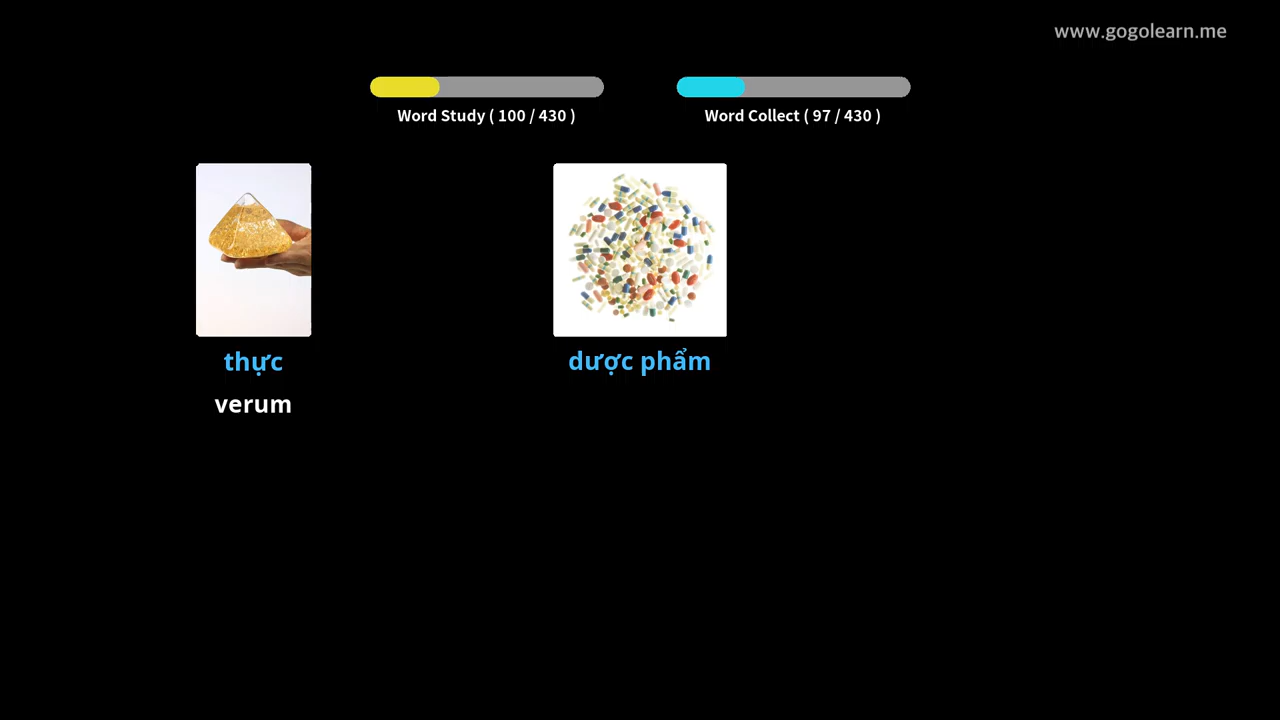 www.gogolearn.me
Word Study ( 100 / 430 )
Word Collect ( 97 / 430 )
thực
dược phẩm
verum